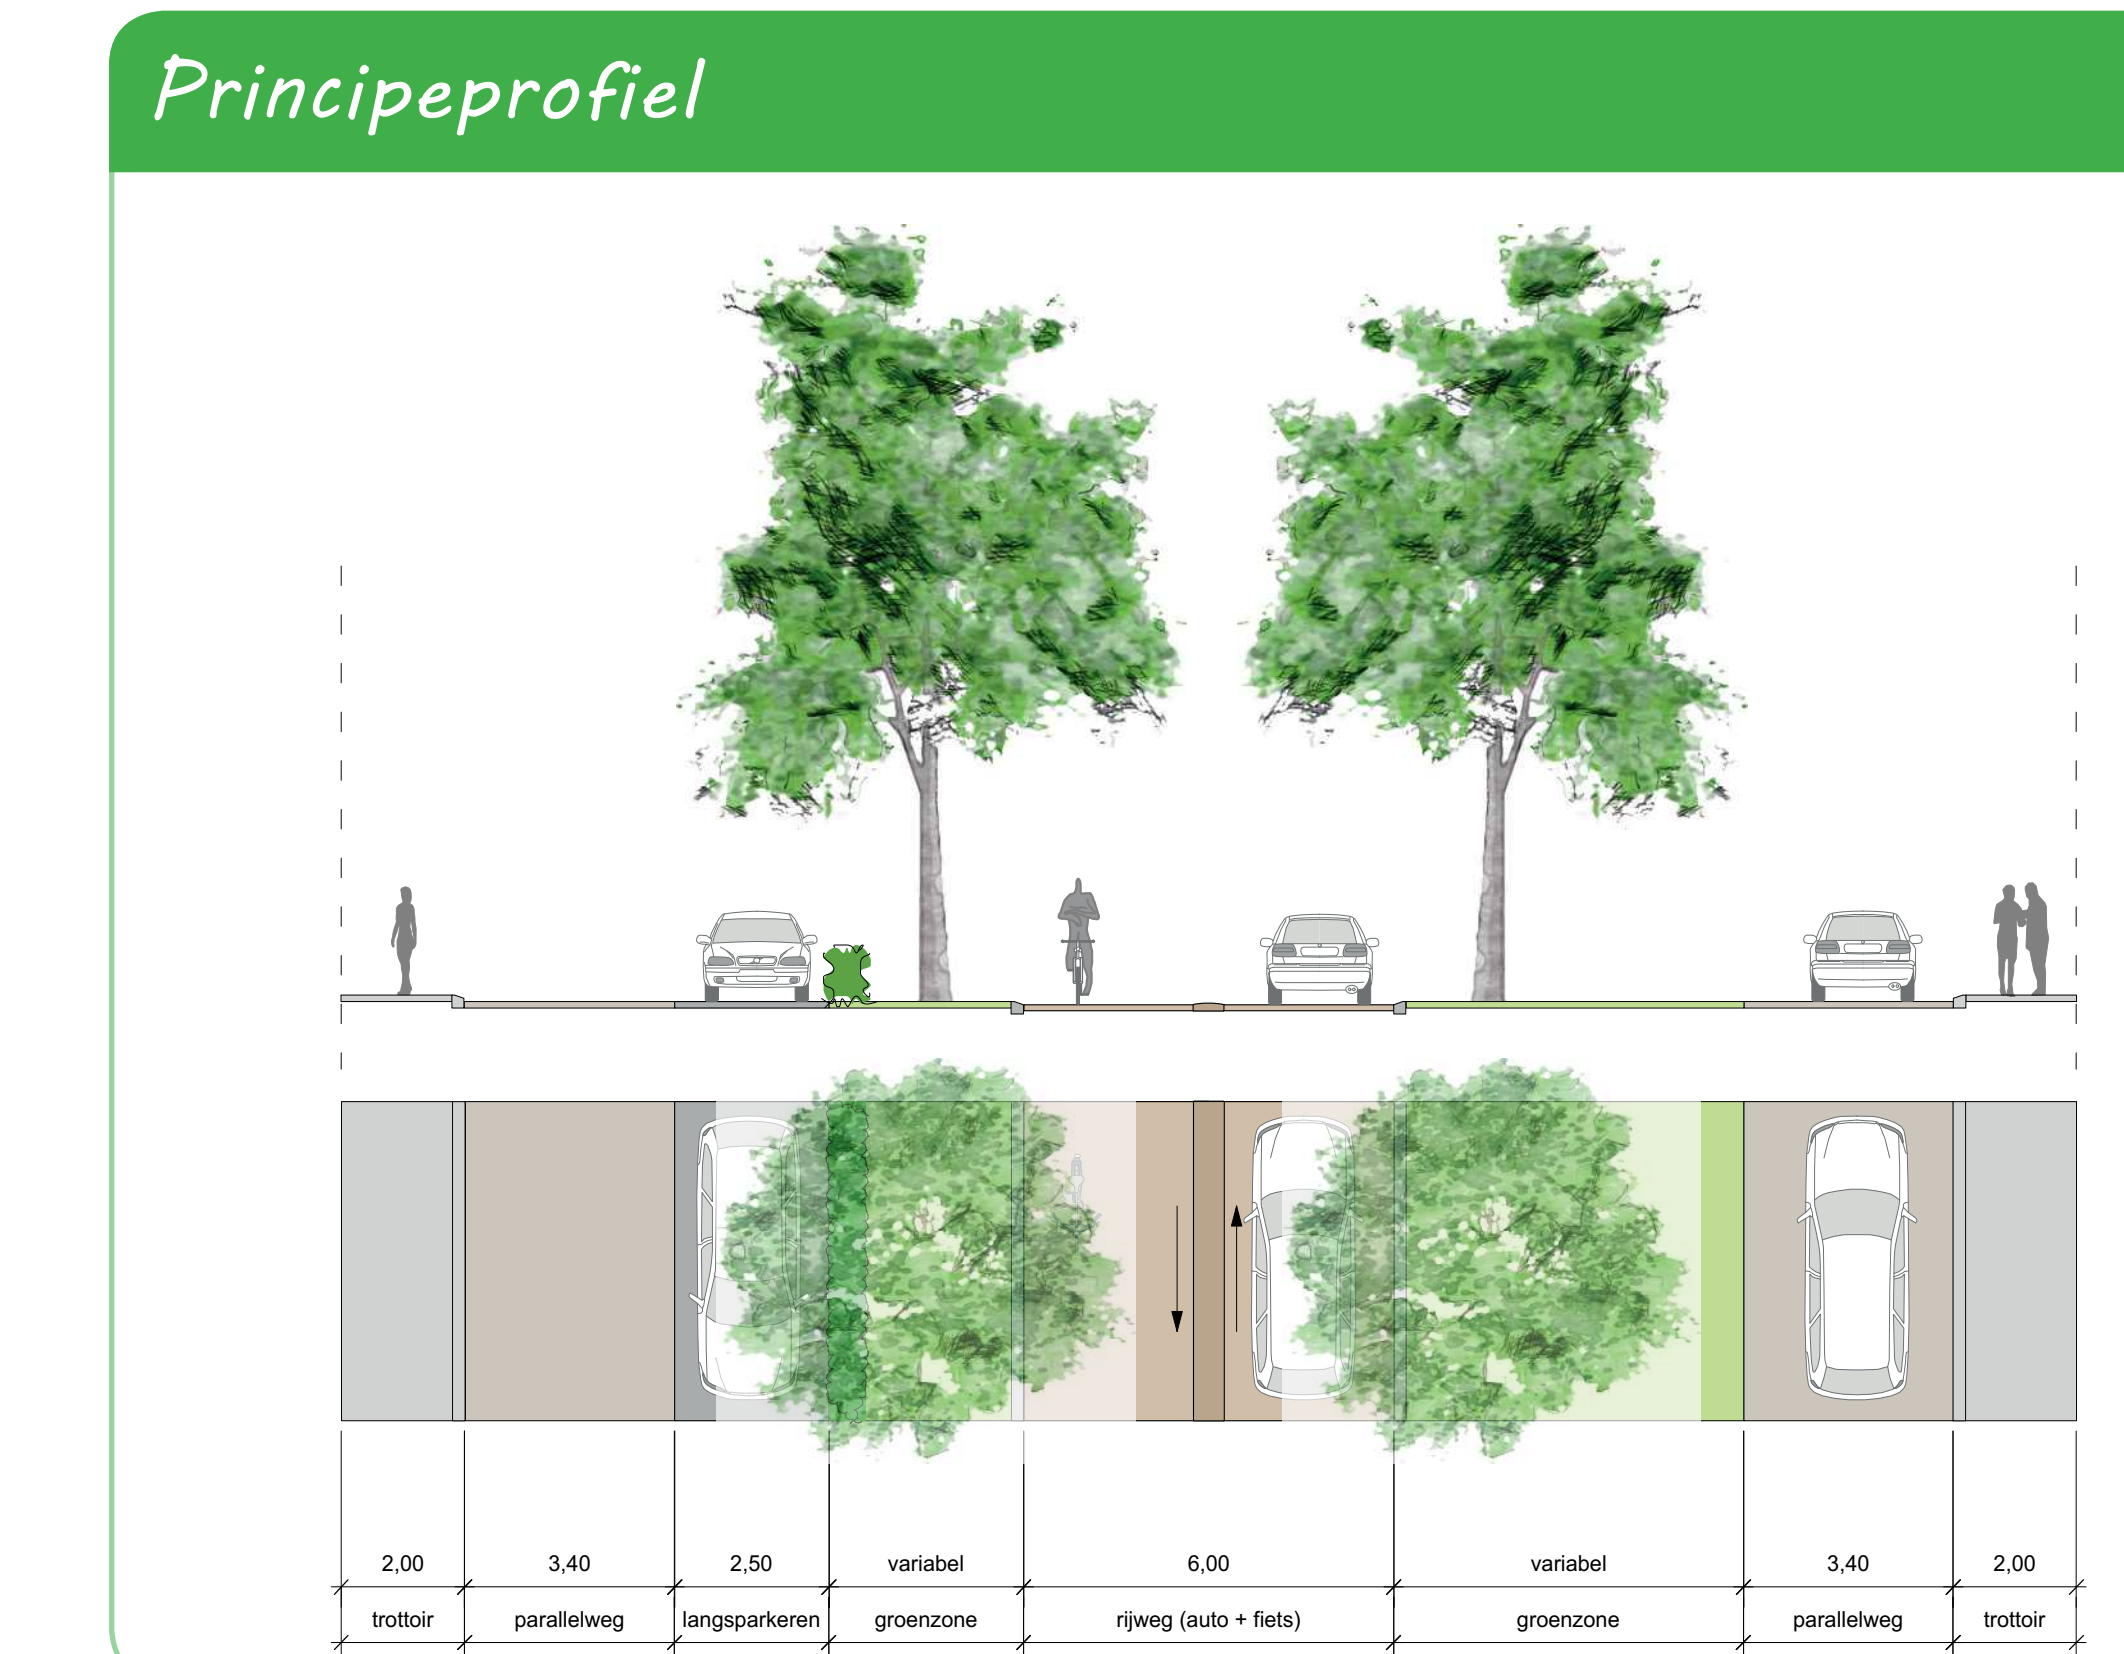 Principeprofiel
2,00 3,40 2,50 variabel 6,00 variabel 3,40 2,00
trottoir parallelweg langsparkeren groenzone rijweg (auto + fiets) groenzone parallelweg trottoir